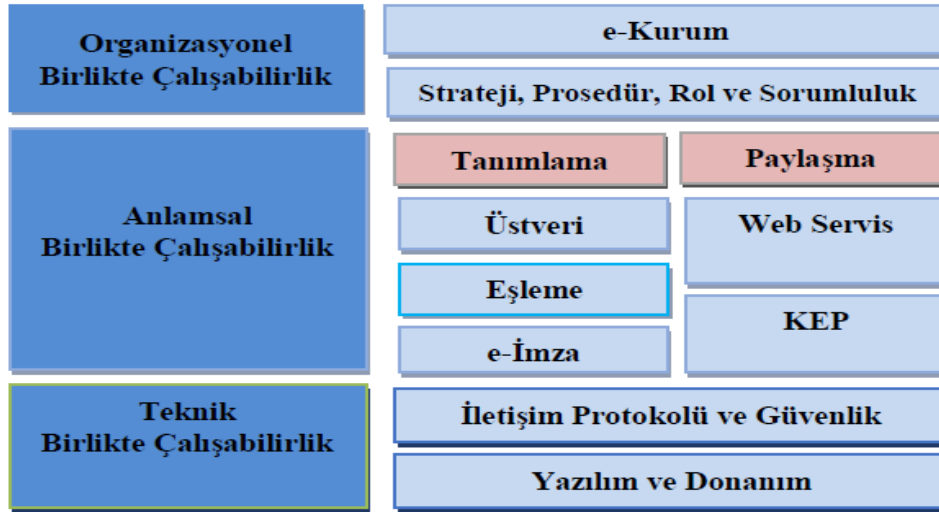 Organizasyonel
Birlikte Çalışabilirlik
e-Kurum
Strateji, Prosedür, Rol ve Sorumluluk
Anlamsal
Birlikte Çalışabilirlik
Tanımlama
Paylaşma
Üstveri
Web Servis
Eşleme
KEP
e-İmza
Teknik
Birlikte Çalışabilirlik
İletişim Protokolü ve Güvenlik
Yazılım ve Donanım